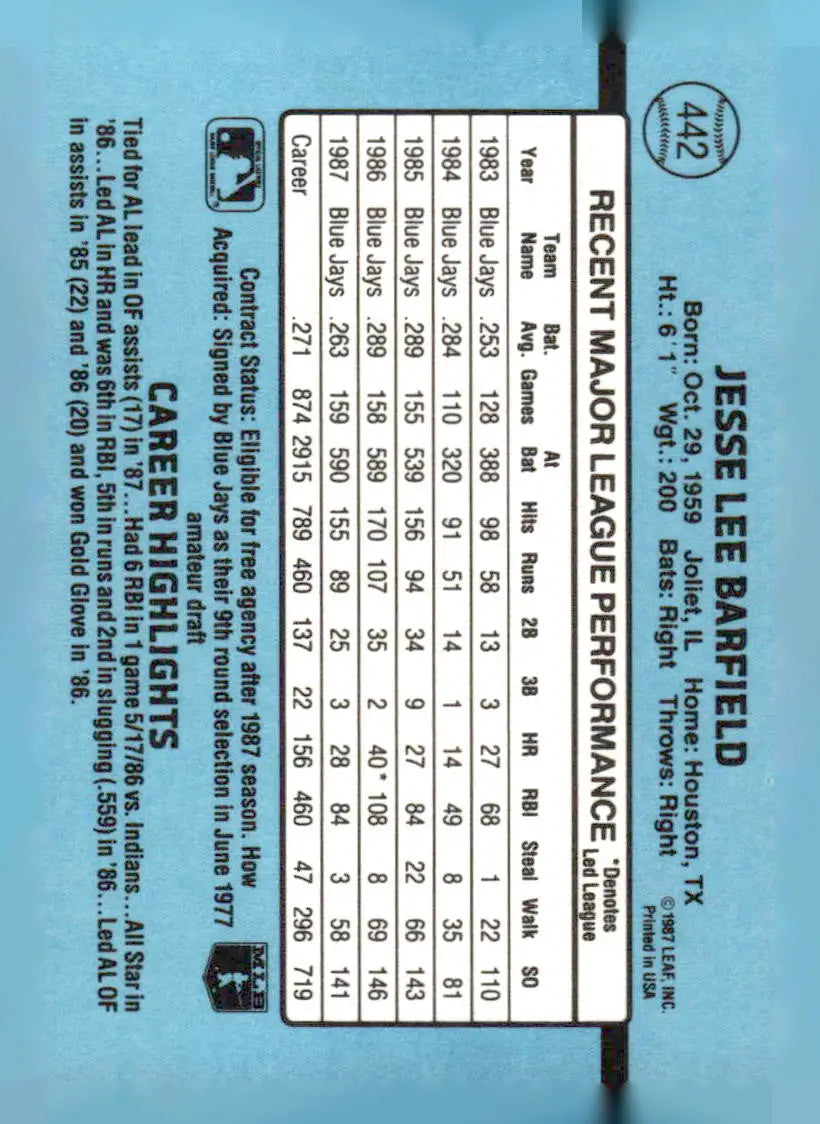 442
JESSE LEE BARFIELD
Born: Oct. 29, 1959 Joliet, IL Home: Houston, TX
Ht.: 6'1" Wgt.: 200 Bats: Right Throws: Right
©1987 LEAF, INC.
Printed in USA
RECENT MAJOR LEAGUE PERFORMANCE *Denotes
Led League
Team Bat. At
Year Name Avg. Games Bat Hits Runs 2B 3B HR RBI Steal Walk SO
1983 Blue Jays .253 128 388 98 58 13 3 27 68 1 22 110
1984 Blue Jays .284 110 320 91 51 14 1 14 49 8 35 81
1985 Blue Jays .289 155 539 156 94 34 9 27 84 22 66 143
1986 Blue Jays .289 158 589 170 107 35 2 40* 108 8 69 146
1987 Blue Jays .263 159 590 155 89 25 3 28 84 3 58 141
Career .271 874 2915 789 460 137 22 156 460 47 296 719
Contract Status: Eligible for free agency after 1987 season. How
Acquired: Signed by Blue Jays as their 9th round selection in June 1977
amateur draft
MLB
CAREER HIGHLIGHTS
Tied for AL lead in OF assists (17) in '87...Had 6 RBI in 1 game 5/17/86 vs. Indians...All Star in
'86...Led AL in HR and was 6th in RBI, 5th in runs and 2nd in slugging (.559) in '86...Led AL OF
in assists in '85 (22) and '86 (20) and won Gold Glove in '86.